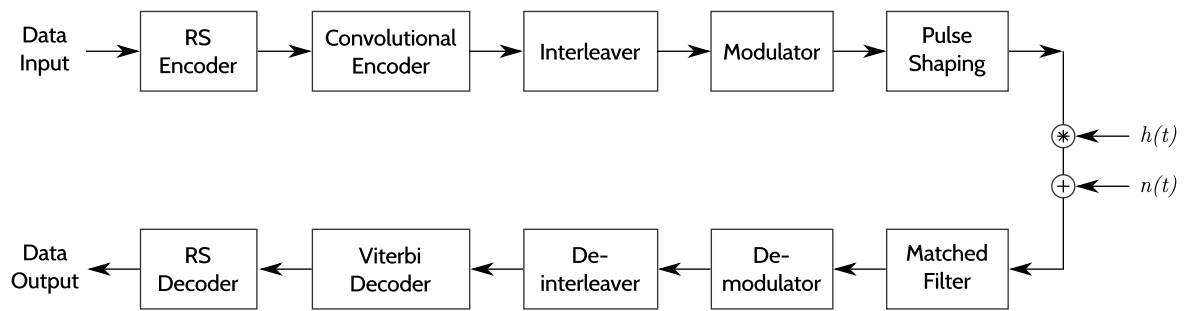 Data
Input
RS
Encoder
Convolutional
Encoder
Interleaver
Modulator
Pulse
Shaping
* h(t)
+ n(t)
Data
Output
RS
Decoder
Viterbi
Decoder
De-
interleaver
De-
modulator
Matched
Filter